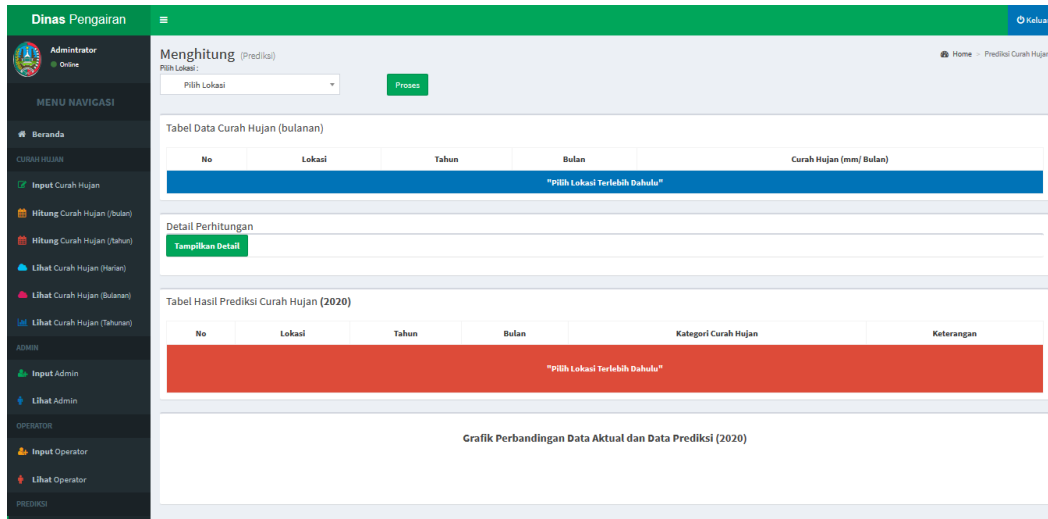 Dinas Pengairan
Kelua
Admintrator
Online
MENU NAVIGASI
Beranda
CURAH HUJAN
Input Curah Hujan
Hitung Curah Hujan (/bulan)
Hitung Curah Hujan (/tahun)
Lihat Curah Hujan (Harian)
Lihat Curah Hujan (Bulanan)
Lihat Curah Hujan (Tahunan)
ADMIN
Input Admin
Lihat Admin
OPERATOR
Input Operator
Lihat Operator
PREDIKSI
Menghitung (Prediksi)
Home > Prediksi Curah Hujan
Pilih Lokasi :
Pilih Lokasi Proses
Tabel Data Curah Hujan (bulanan)
No Lokasi Tahun Bulan Curah Hujan (mm/ Bulan)
"Pilih Lokasi Terlebih Dahulu"
Detail Perhitungan
Tampilkan Detail
Tabel Hasil Prediksi Curah Hujan (2020)
No Lokasi Tahun Bulan Kategori Curah Hujan Keterangan
"Pilih Lokasi Terlebih Dahulu"
Grafik Perbandingan Data Aktual dan Data Prediksi (2020)